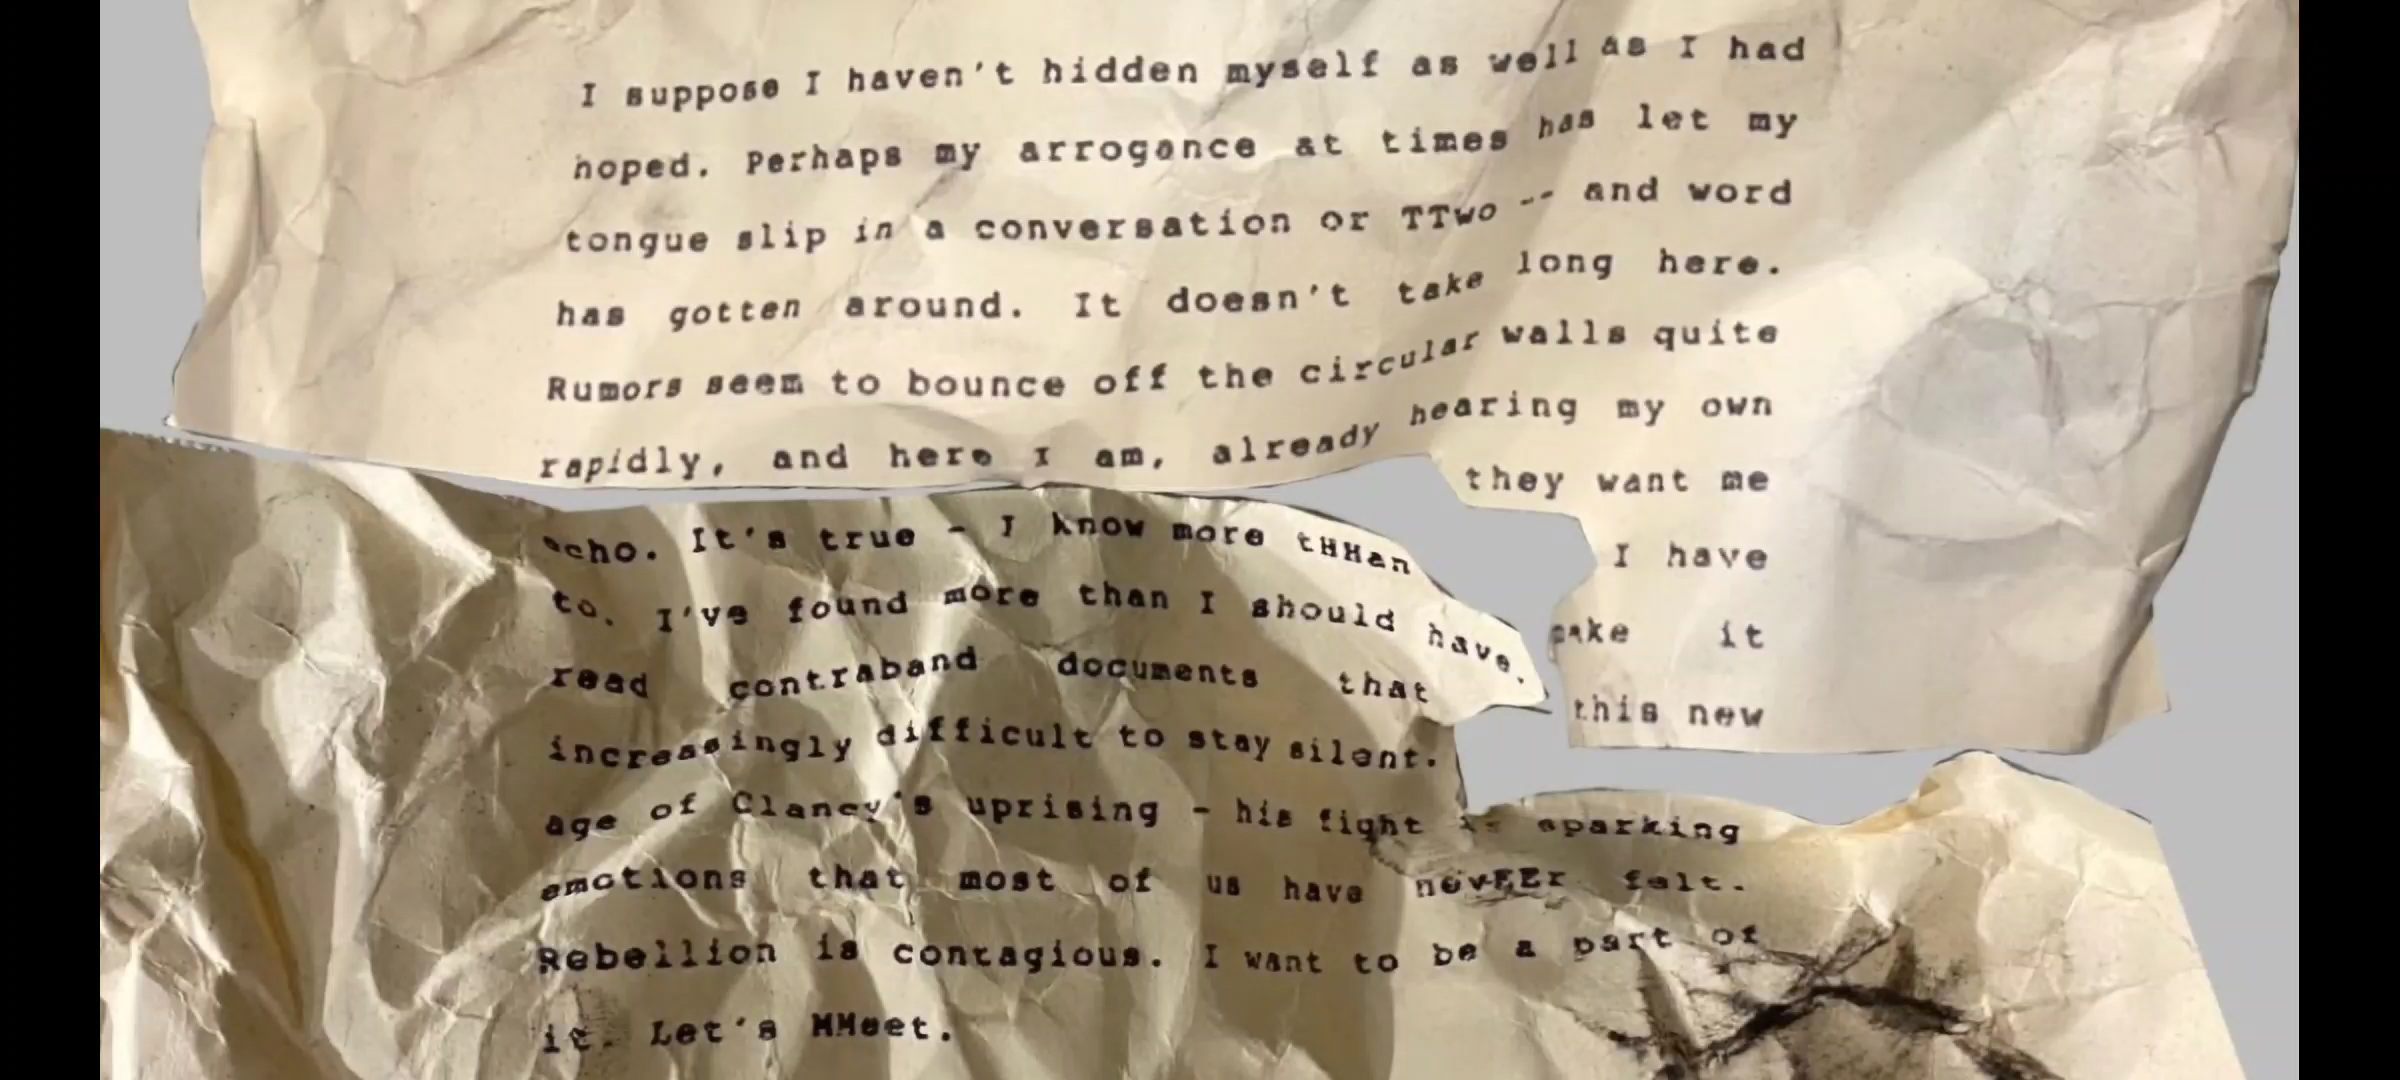 I suppose I haven't hidden myself as well as I had
hoped. Perhaps my arrogance at times has let my
tongue slip in a conversation or TTwo -- and word
has gotten around. It doesn't take long here.
Rumors seem to bounce off the circular walls quite
rapidly, and here I am, already hearing my own
echo. It's true - I know more tHHan they want me
to. I've found more than I should have. I have
read contraband documents that make it
increasingly difficult to stay silent. this new
age of Clancy's uprising - his fight is sparking
emotions that most of us have nevEEr felt.
Rebellion is contagious. I want to be a part of
it. Let's MMeet.